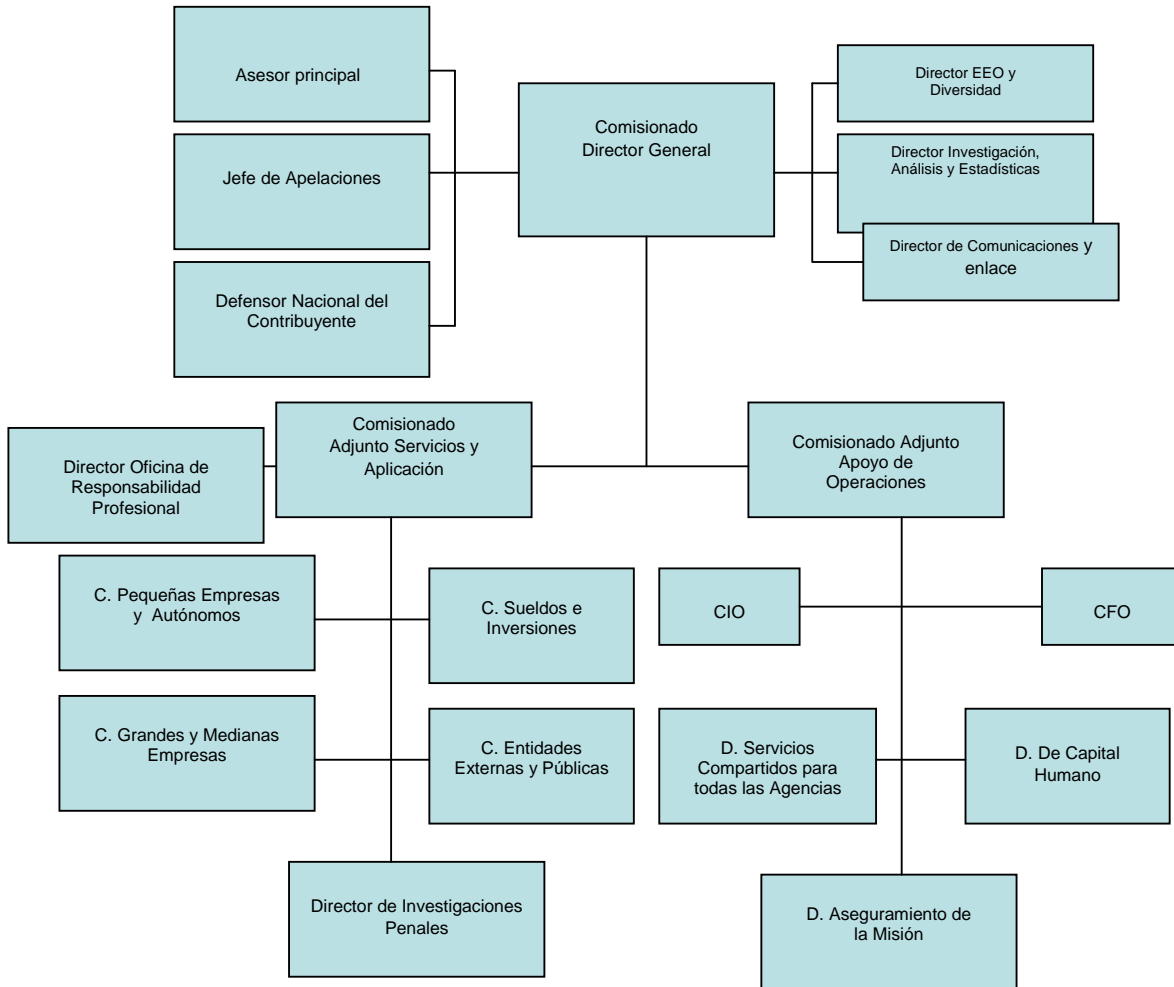 Asesor principal
Jefe de Apelaciones
Defensor Nacional del
Contribuyente
Comisionado
Director General
Director EEO y
Diversidad
Director Investigación,
Análisis y Estadísticas
Director de Comunicaciones y
enlace
Director Oficina de
Responsabilidad
Profesional
Comisionado
Adjunto Servicios y
Aplicación
Comisionado Adjunto
Apoyo de
Operaciones
C. Pequeñas Empresas
y Autónomos
C. Sueldos e
Inversiones
CIO
CFO
C. Grandes y Medianas
Empresas
C. Entidades
Externas y Públicas
D. Servicios
Compartidos para
todas las Agencias
D. De Capital
Humano
Director de Investigaciones
Penales
D. Aseguramiento de
la Misión